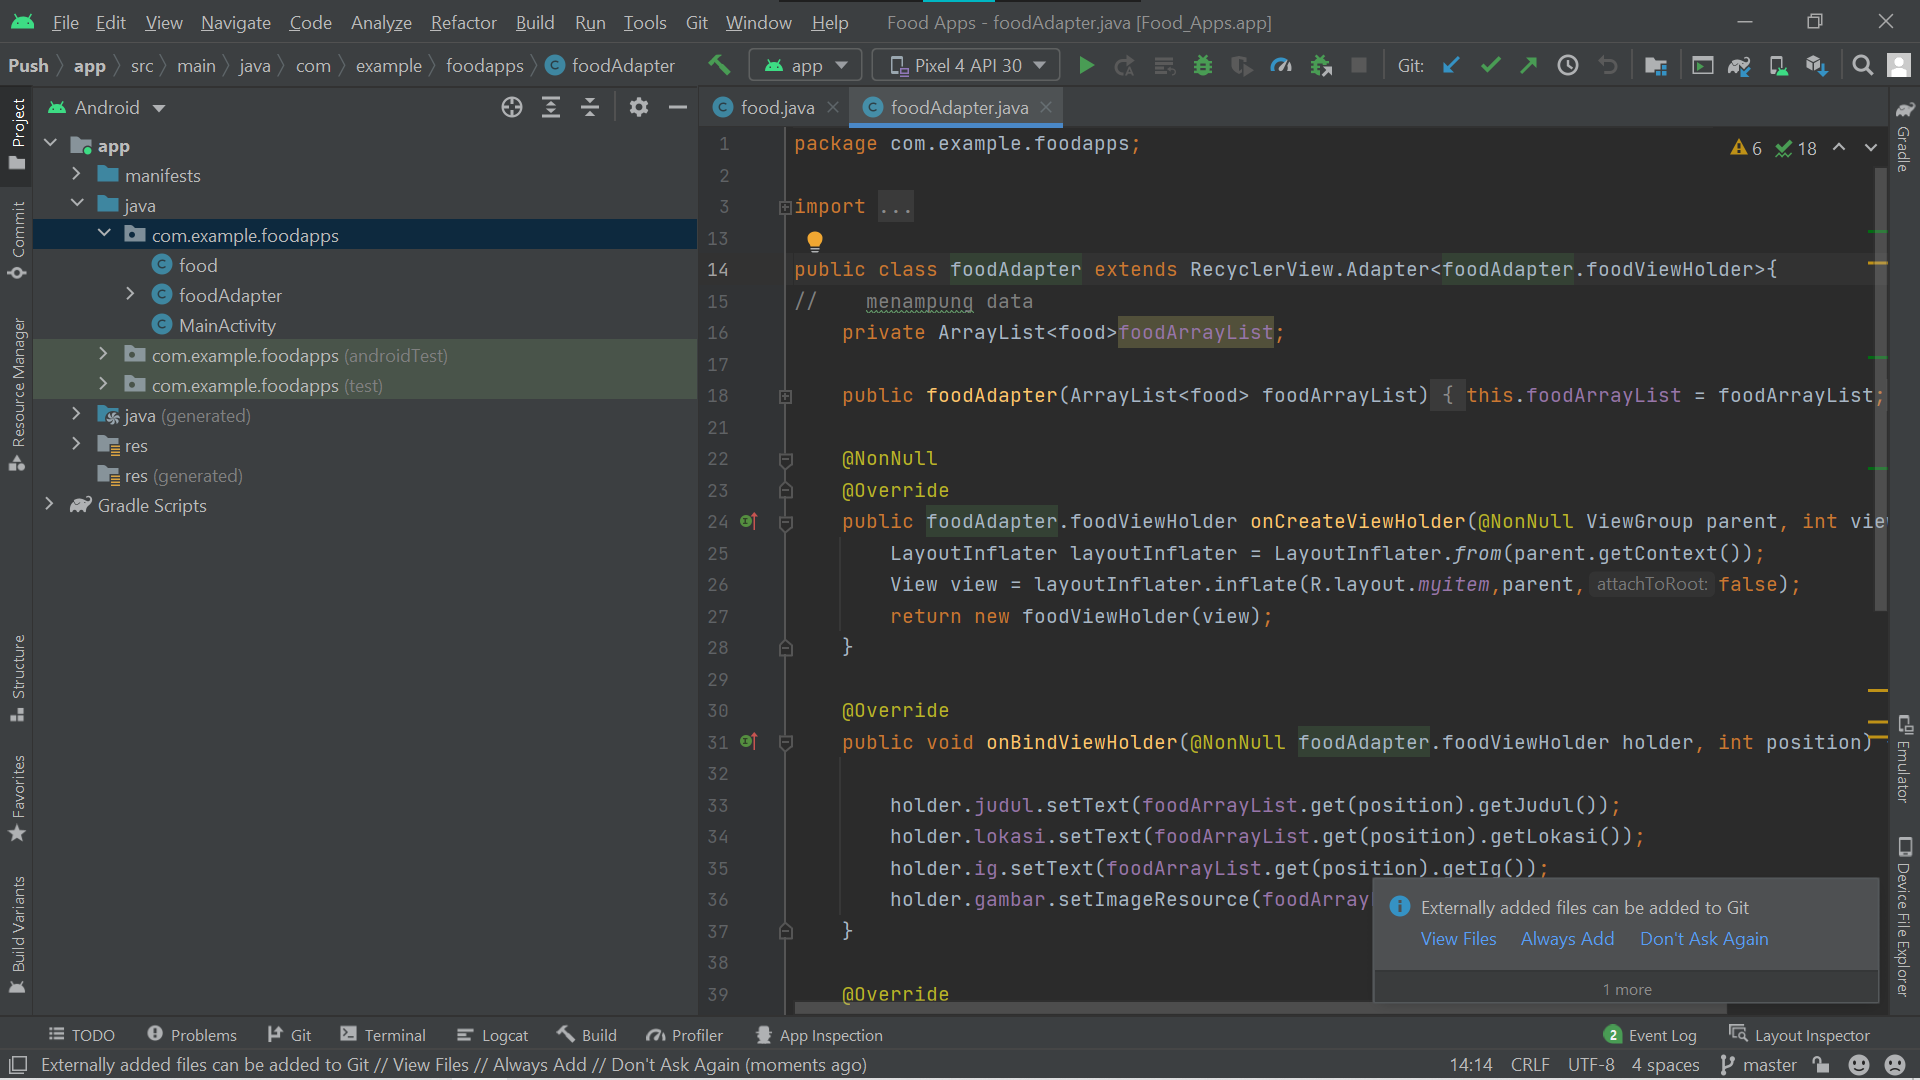 File Edit View Navigate Code Analyze Refactor Build Run Tools Git Window Help Food Apps - foodAdapter.java [Food_Apps.app]
Push app src main java com example foodapps foodAdapter app Pixel 4 API 30 Git:
Android
food.java foodAdapter.java
Project
Commit
Resource Manager
Structure
Favorites
Build Variants
app
manifests
java
com.example.foodapps
food
foodAdapter
MainActivity
com.example.foodapps (androidTest)
com.example.foodapps (test)
java (generated)
res
res (generated)
Gradle Scripts
6 18
1 package com.example.foodapps;
2
3 import ...
13
14 public class foodAdapter extends RecyclerView.Adapter<foodAdapter.foodViewHolder>{
15 // menampung data
16 private ArrayList<food>foodArrayList;
17
18 public foodAdapter(ArrayList<food> foodArrayList) { this.foodArrayList = foodArrayList;
21
22 @NonNull
23 @Override
24 public foodAdapter.foodViewHolder onCreateViewHolder(@NonNull ViewGroup parent, int vie
25 LayoutInflater layoutInflater = LayoutInflater.from(parent.getContext());
26 View view = layoutInflater.inflate(R.layout.myitem,parent, attachToRoot: false);
27 return new foodViewHolder(view);
28 }
29
30 @Override
31 public void onBindViewHolder(@NonNull foodAdapter.foodViewHolder holder, int position)
32
33 holder.judul.setText(foodArrayList.get(position).getJudul());
34 holder.lokasi.setText(foodArrayList.get(position).getLokasi());
35 holder.ig.setText(foodArrayList.get(position).getIg());
36 holder.gambar.setImageResource(foodArray
37 }
38
39 @Override
Externally added files can be added to Git
View Files Always Add Don't Ask Again
1 more
Gradle
Emulator
Device File Explorer
TODO Problems Git Terminal Logcat Build Profiler App Inspection 2 Event Log Layout Inspector
Externally added files can be added to Git // View Files // Always Add // Don't Ask Again (moments ago) 14:14 CRLF UTF-8 4 spaces master